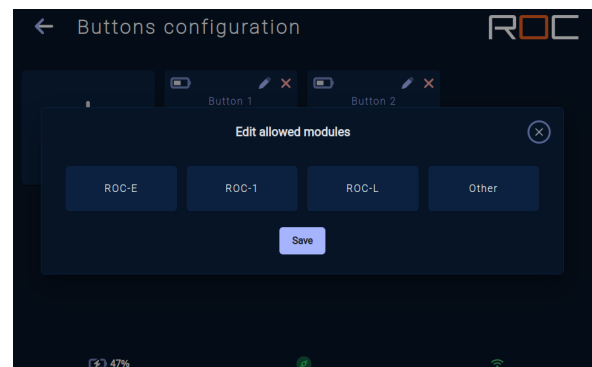 Buttons configuration
ROC
Button 1
Button 2
Edit allowed modules
ROC-E
ROC-1
ROC-L
Other
Save
47%